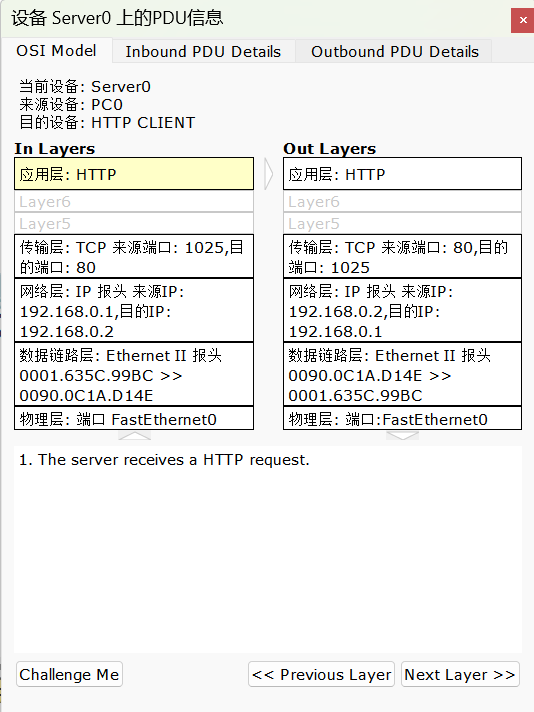 设备 Server0 上的PDU信息
×
OSI Model
Inbound PDU Details
Outbound PDU Details
当前设备: Server0
来源设备: PC0
目的设备: HTTP CLIENT
In Layers
应用层: HTTP
Layer6
Layer5
传输层: TCP 来源端口: 1025,目
的端口: 80
网络层: IP 报头 来源IP:
192.168.0.1,目的IP:
192.168.0.2
数据链路层: Ethernet II 报头
0001.635C.99BC >>
0090.0C1A.D14E
物理层: 端口 FastEthernet0
Out Layers
应用层: HTTP
Layer6
Layer5
传输层: TCP 来源端口: 80,目的
端口: 1025
网络层: IP 报头 来源IP:
192.168.0.2,目的IP:
192.168.0.1
数据链路层: Ethernet II 报头
0090.0C1A.D14E >>
0001.635C.99BC
物理层: 端口:FastEthernet0
1. The server receives a HTTP request.
Challenge Me
<< Previous Layer
Next Layer >>